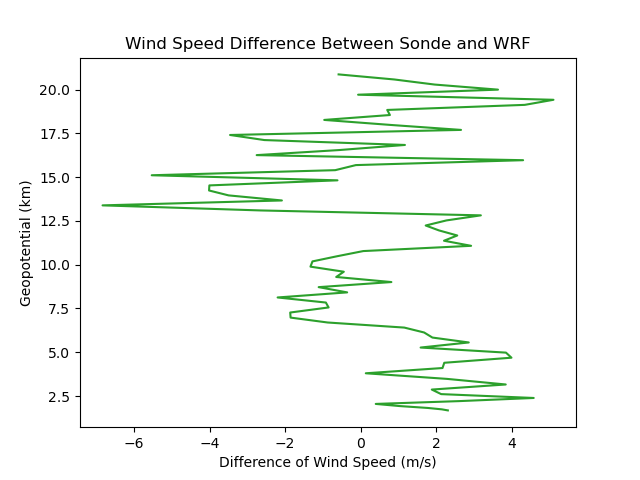 Wind Speed Difference Between Sonde and WRF
20.0
17.5
15.0
12.5
10.0
7.5
5.0
2.5
Geopotential (km)
−6 −4 −2 0 2 4
Difference of Wind Speed (m/s)